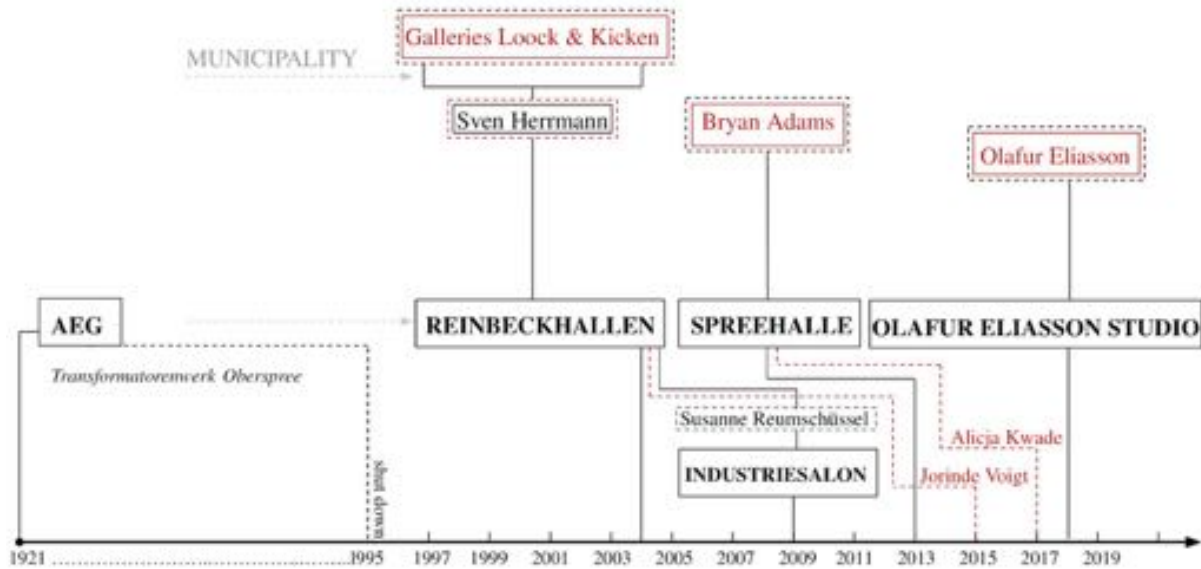 Galleries Loock & Kicken
MUNICIPALITY
Sven Herrmann
Bryan Adams
Olafur Eliasson
AEG
REINBECKHALLEN
SPREEHALLE
OLAFUR ELIASSON STUDIO
Transformatorenwerk Oberspree
Susanne Reumschüssel
Alicja Kwade
INDUSTRIESALON
Jorinde Voigt
shut down
1921 1995 1997 1999 2001 2003 2005 2007 2009 2011 2013 2015 2017 2019